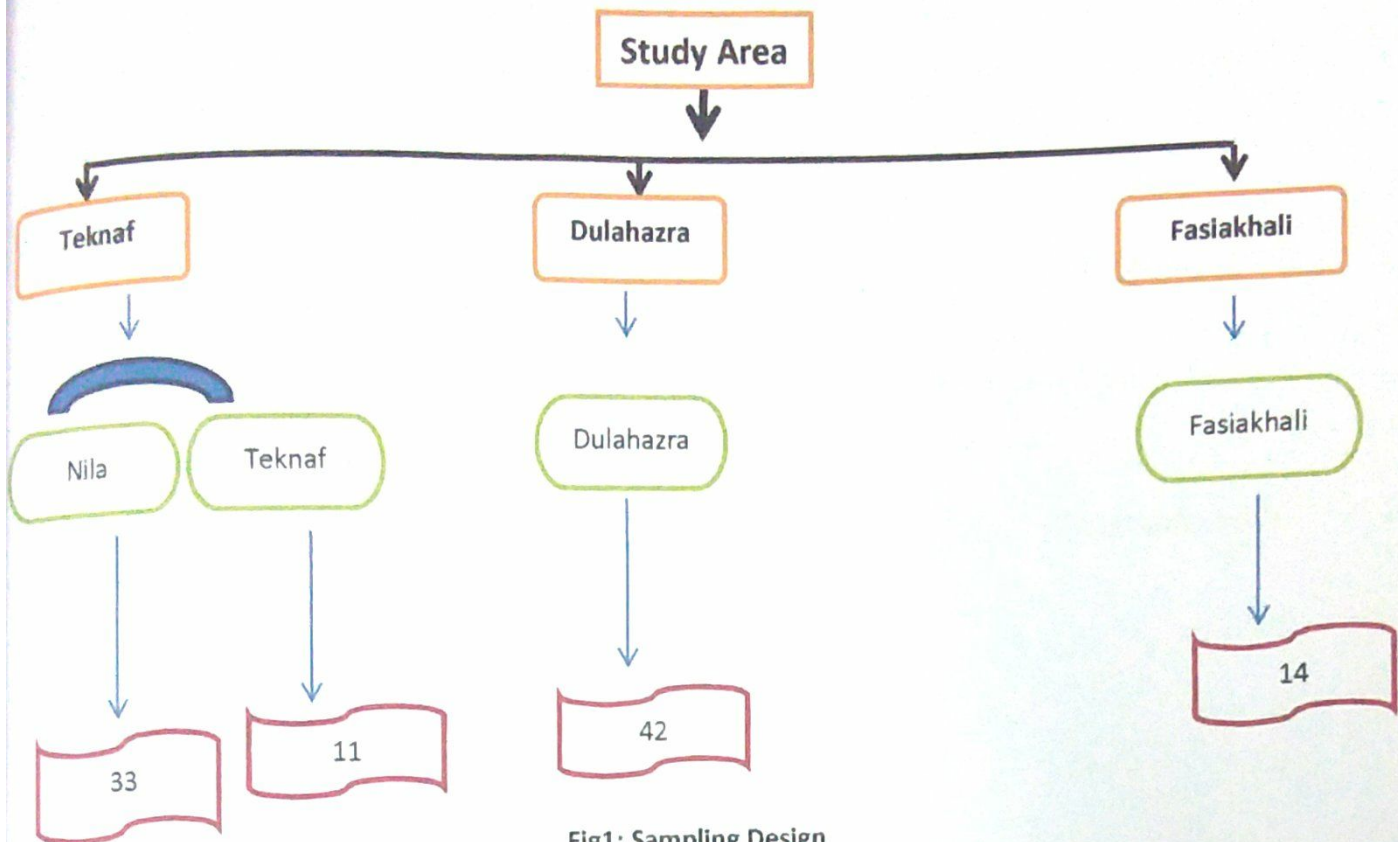 Study Area
Teknaf
Dulahazra
Fasiakhali
Nila
Teknaf
Dulahazra
Fasiakhali
33
11
42
14
Fig1: Sampling Design